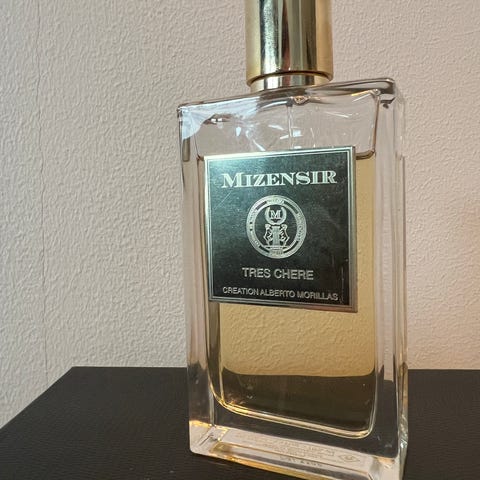 MIZENSIR
M
TRES CHERE
CREATION ALBERTO MORILLAS